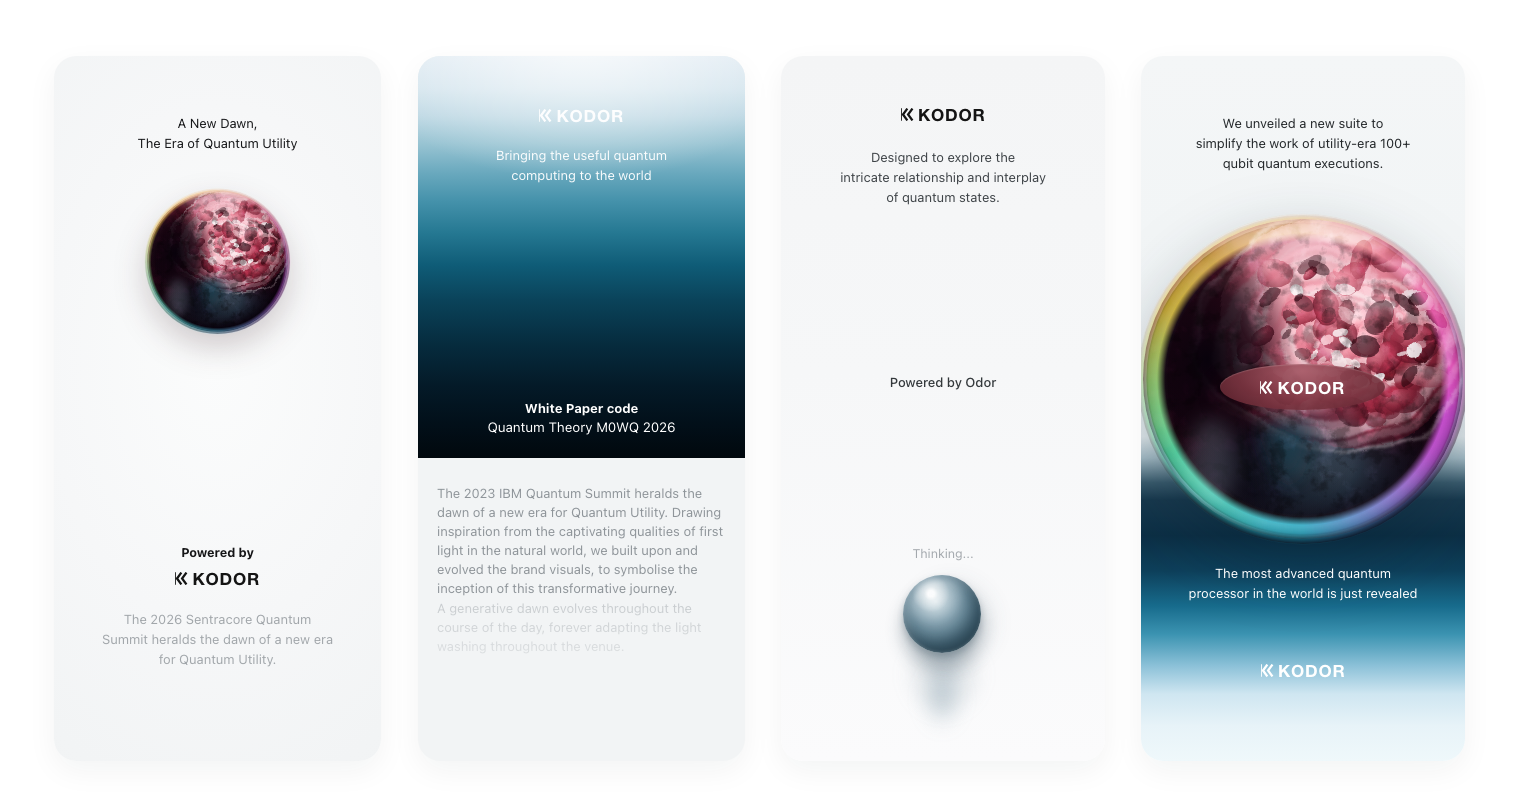 A New Dawn,
The Era of Quantum Utility
Powered by
KODOR
The 2026 Sentracore Quantum
Summit heralds the dawn of a new era
for Quantum Utility.
KODOR
Bringing the useful quantum
computing to the world
White Paper code
Quantum Theory M0WQ 2026
The 2023 IBM Quantum Summit heralds the
dawn of a new era for Quantum Utility. Drawing
inspiration from the captivating qualities of first
light in the natural world, we built upon and
evolved the brand visuals, to symbolise the
inception of this transformative journey.
A generative dawn evolves throughout the
course of the day, forever adapting the light
washing throughout the venue.
KODOR
Designed to explore the
intricate relationship and interplay
of quantum states.
Powered by Odor
Thinking...
We unveiled a new suite to
simplify the work of utility-era 100+
qubit quantum executions.
KODOR
The most advanced quantum
processor in the world is just revealed
KODOR